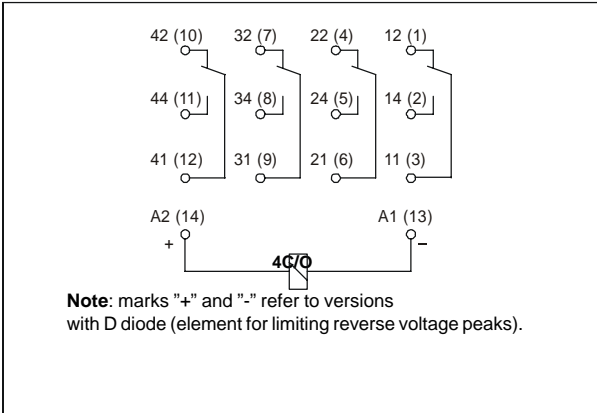 42 (10) 32 (7) 22 (4) 12 (1)
44 (11) 34 (8) 24 (5) 14 (2)
41 (12) 31 (9) 21 (6) 11 (3)
A2 (14) A1 (13)
+ –
4C/O
Note: marks ”+” and ”-” refer to versions
with D diode (element for limiting reverse voltage peaks).